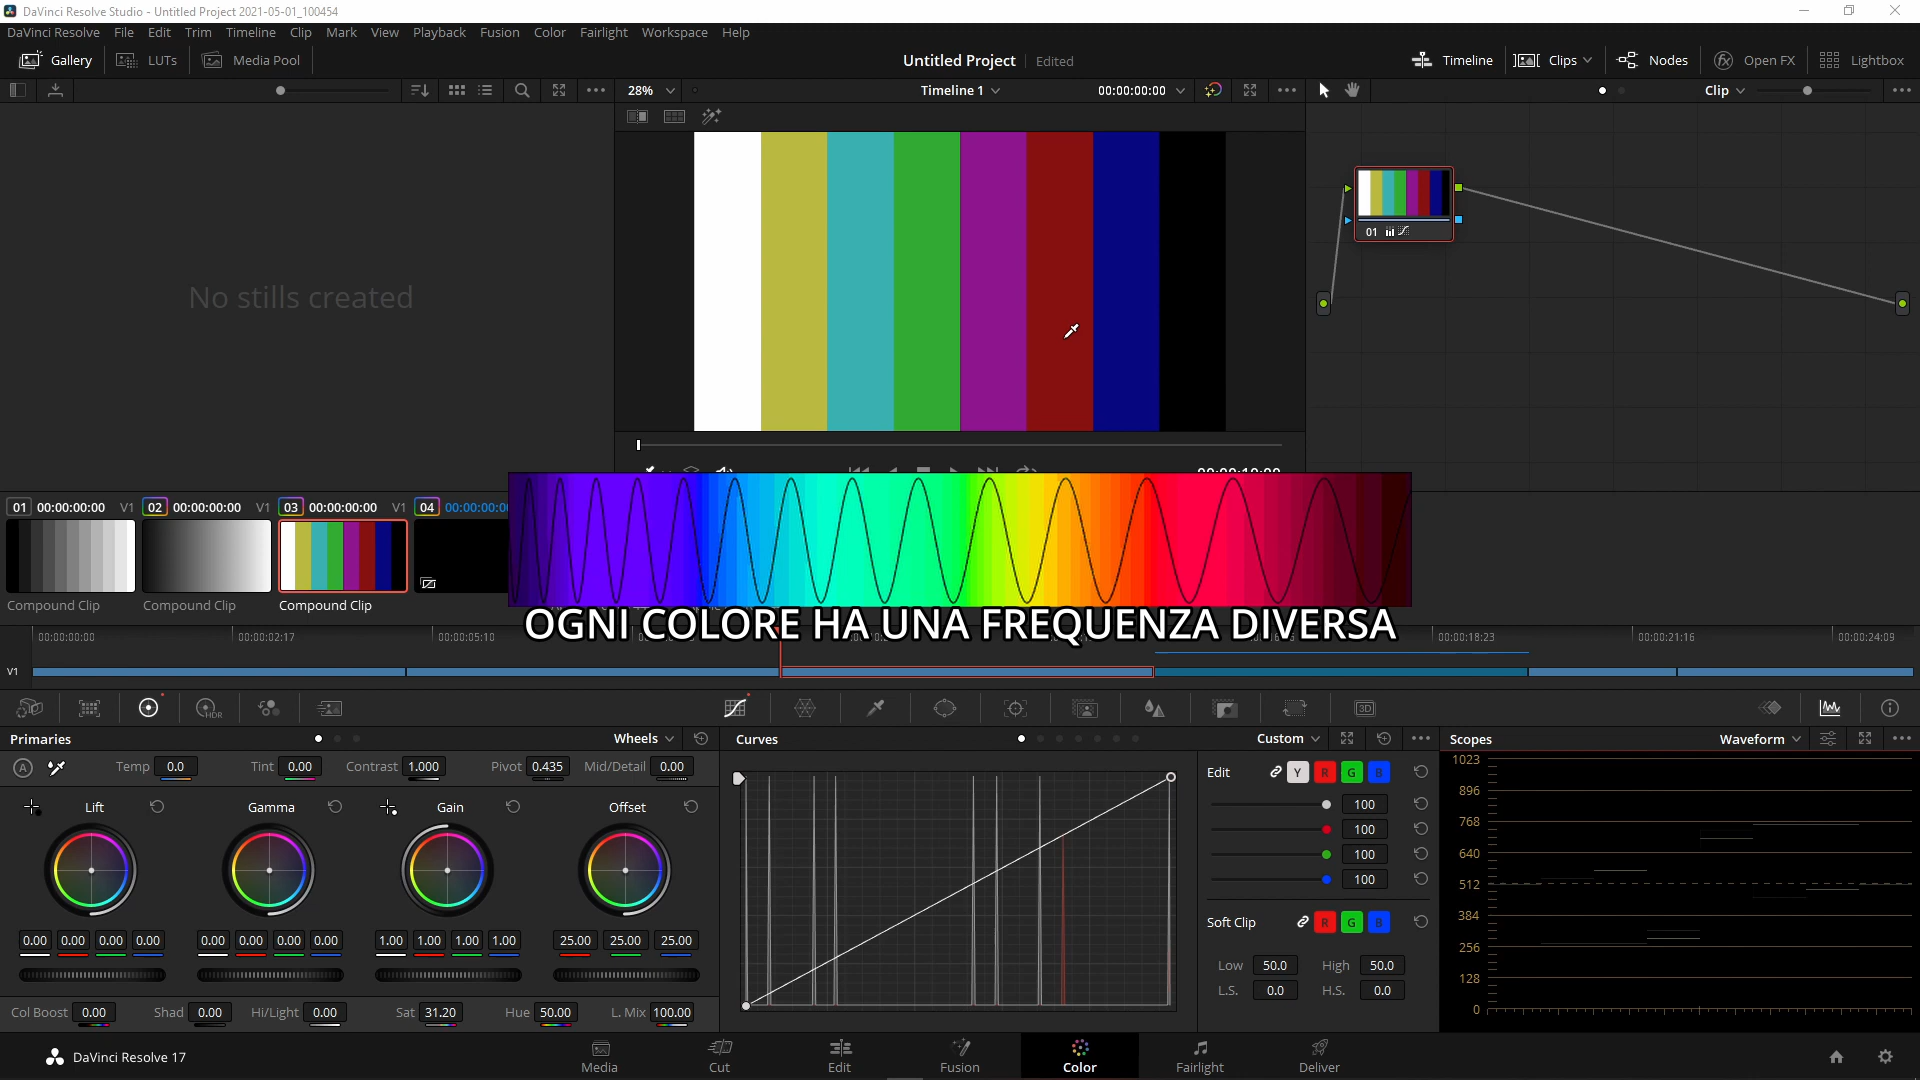 DaVinci Resolve Studio - Untitled Project 2021-05-01_100454
DaVinci Resolve File Edit Trim Timeline Clip Mark View Playback Fusion Color Fairlight Workspace Help
Gallery LUTs Media Pool Untitled Project Edited Timeline Clips Nodes fx Open FX Lightbox
28% Timeline 1 00:00:00:00 Clip
No stills created
01
01 00:00:00:00 V1 02 00:00:00:00 V1 03 00:00:00:00 V1 04
Compound Clip Compound Clip Compound Clip
OGNI COLORE HA UNA FREQUENZA DIVERSA
00:00:00:00 00:00:02:17 00:00:05:10 00:00:18:23 00:00:21:16 00:00:24:09
V1
HDR 3D
Primaries Wheels Curves Custom Scopes Waveform
A Temp 0.0 Tint 0.00 Contrast 1.000 Pivot 0.435 Mid/Detail 0.00
Lift Gamma Gain Offset
0.00 0.00 0.00 0.00 0.00 0.00 0.00 0.00 1.00 1.00 1.00 1.00 25.00 25.00 25.00
Col Boost 0.00 Shad 0.00 Hi/Light 0.00 Sat 31.20 Hue 50.00 L. Mix 100.00
Edit Y R G B
100
100
100
100
Soft Clip R G B
Low 50.0 High 50.0
L.S. 0.0 H.S. 0.0
1023
896
768
640
512
384
256
128
0
DaVinci Resolve 17 Media Cut Edit Fusion Color Fairlight Deliver